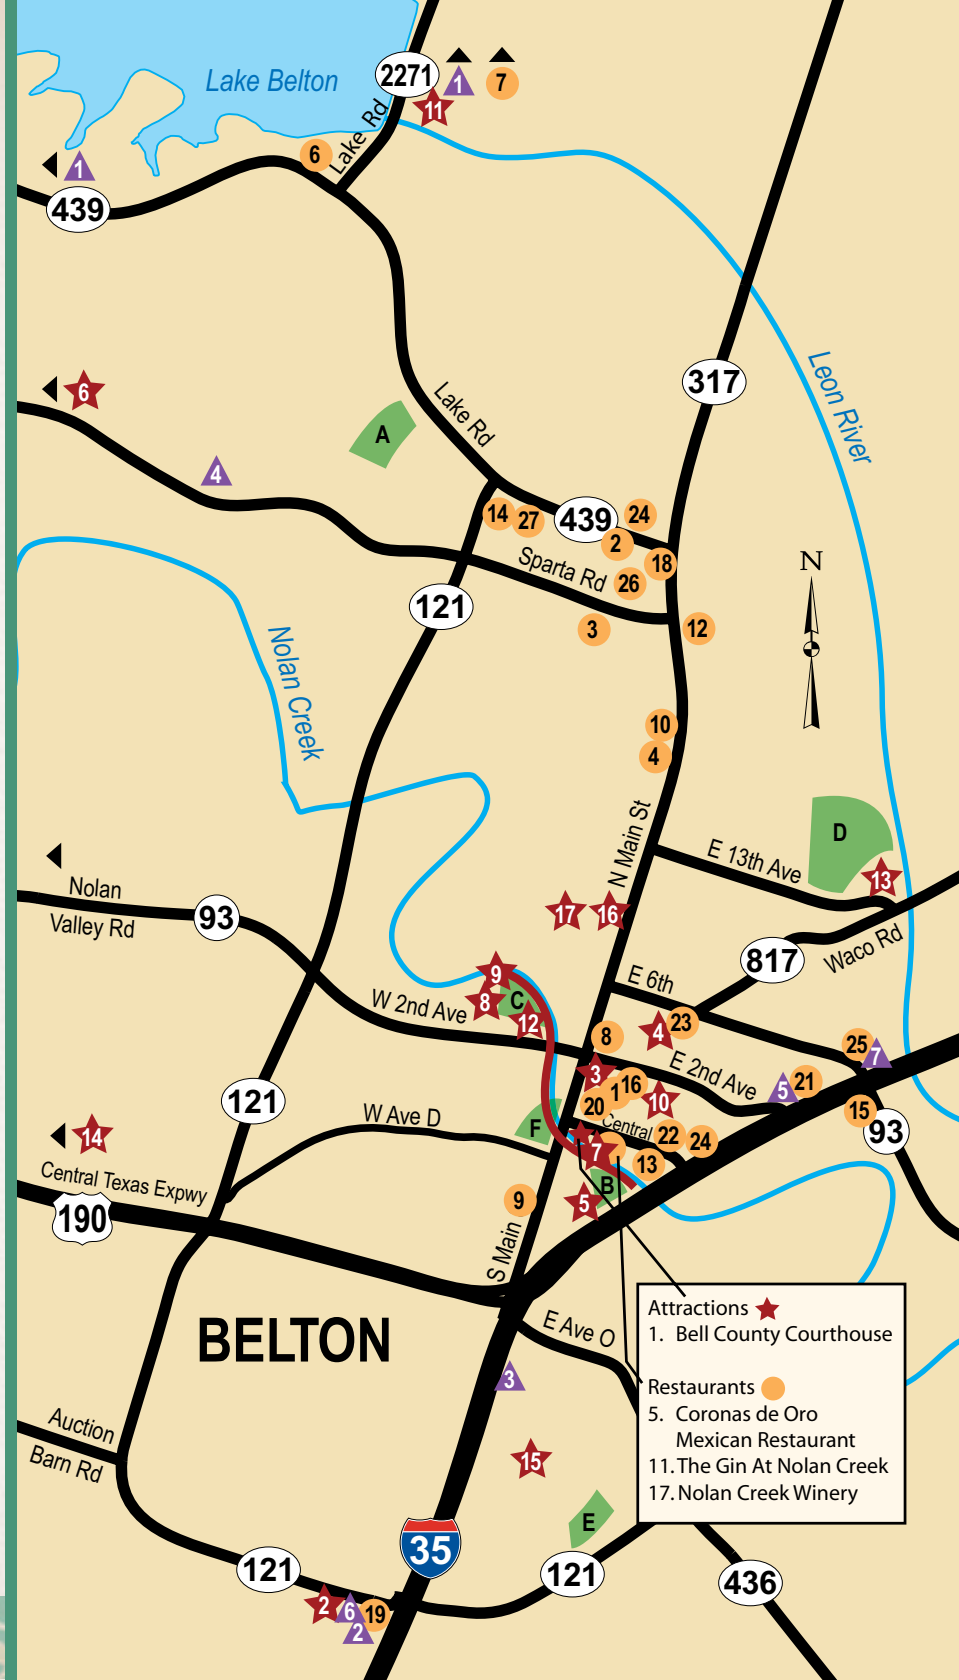 2271
1
7
Lake Belton
11
Lake Rd
6
1
439
317
Leon River
6
Lake Rd
A
4
14
27
439
24
2
18
Sparta Rd
26
N
121
3
12
Nolan Creek
10
4
D
N Main St
E 13th Ave
13
Nolan
Valley Rd
93
17
16
Waco Rd
817
9
E 6th
8
C
W 2nd Ave
12
4
23
8
25
7
3
E 2nd Ave
1
16
5
21
20
10
15
121
W Ave D
F
Central
22
24
93
14
7
13
Central Texas Expwy
B
190
9
5
S Main
BELTON
E Ave O
Attractions
1. Bell County Courthouse
Restaurants
5. Coronas de Oro
Mexican Restaurant
11. The Gin At Nolan Creek
17. Nolan Creek Winery
3
Auction
Barn Rd
15
E
35
121
121
436
2
6
19
2